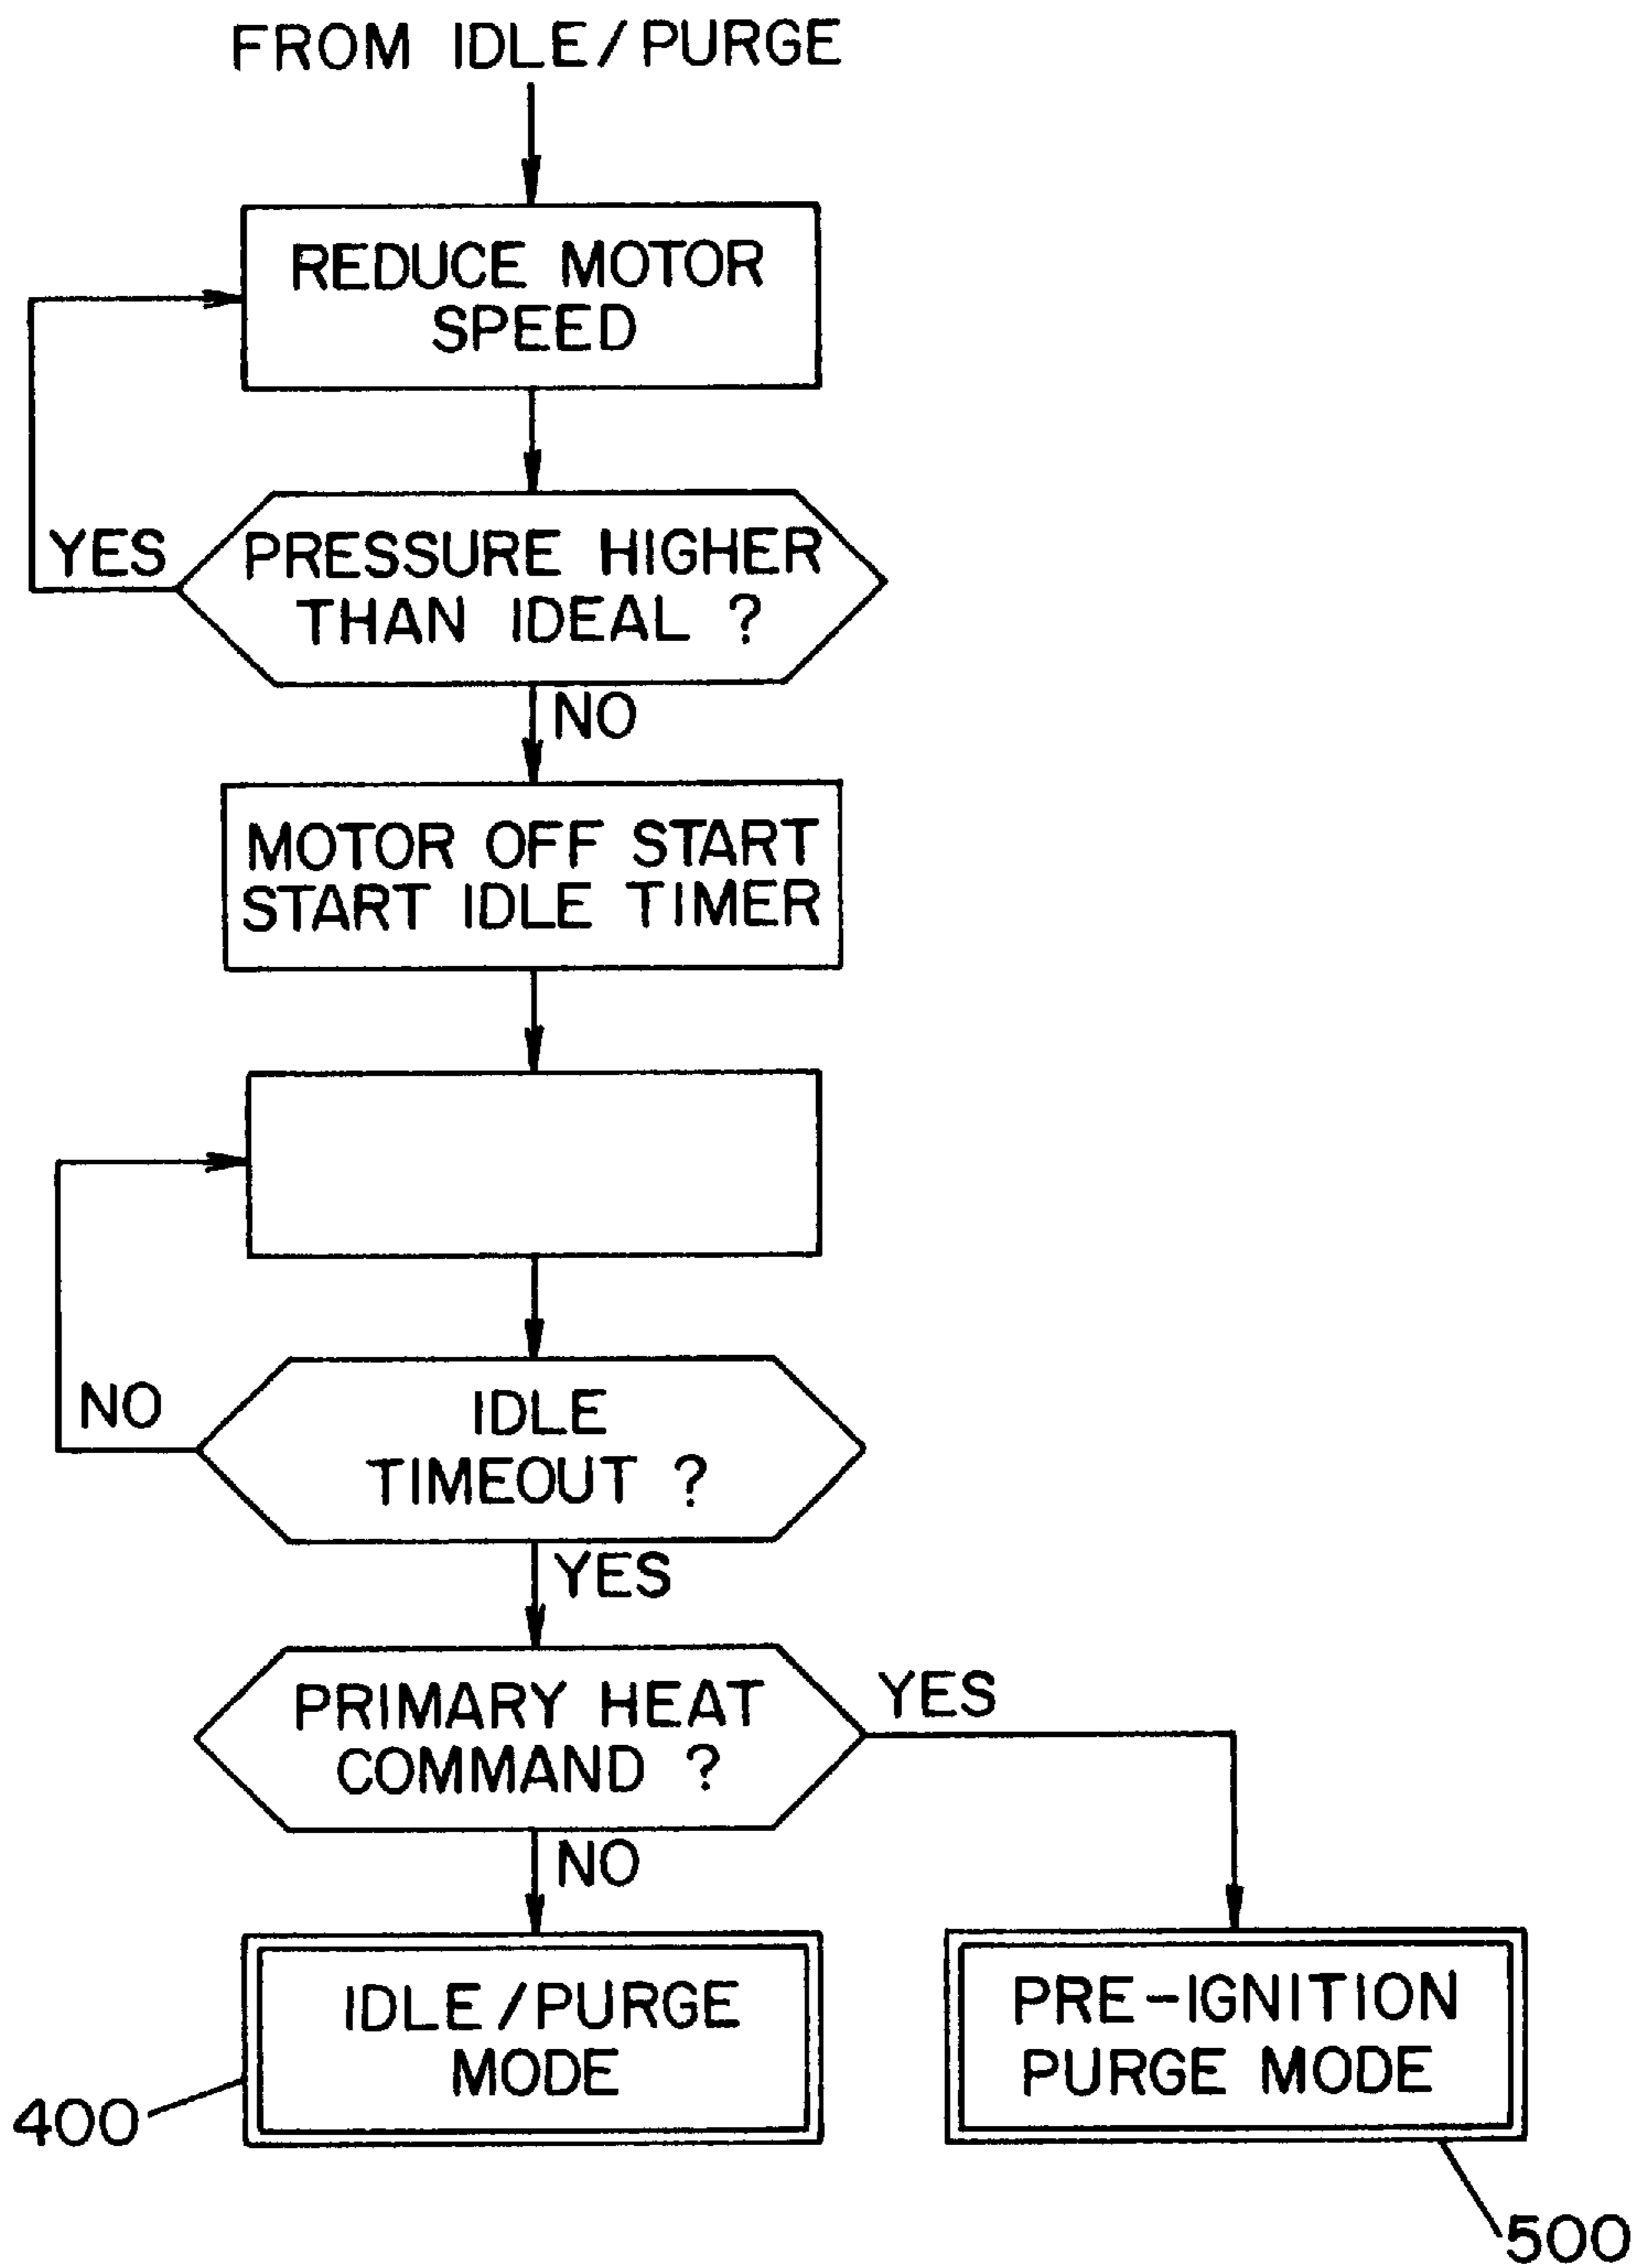 FROM IDLE/PURGE
REDUCE MOTOR
SPEED
YES
PRESSURE HIGHER
THAN IDEAL ?
NO
MOTOR OFF START
START IDLE TIMER
NO
IDLE
TIMEOUT ?
YES
PRIMARY HEAT
COMMAND ?
YES
NO
IDLE/PURGE
MODE
PRE-IGNITION
PURGE MODE
400
500